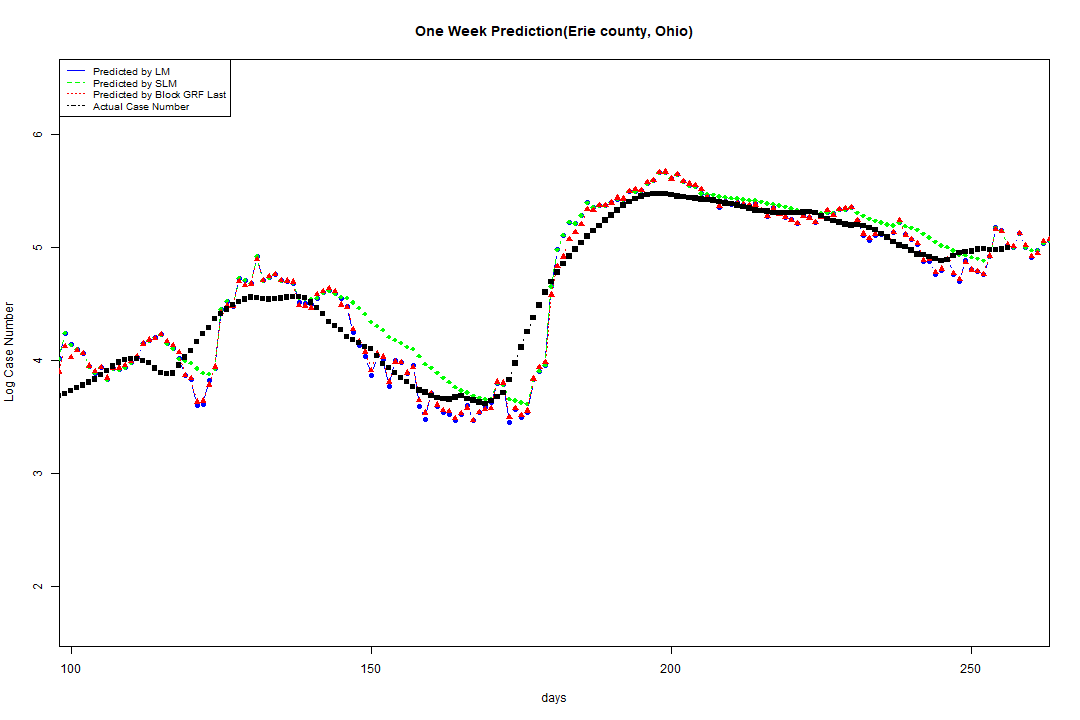 One Week Prediction(Erie county, Ohio)
Predicted by LM
Predicted by SLM
Predicted by Block GRF Last
Actual Case Number
6
5
4
3
2
Log Case Number
100 150 200 250
days